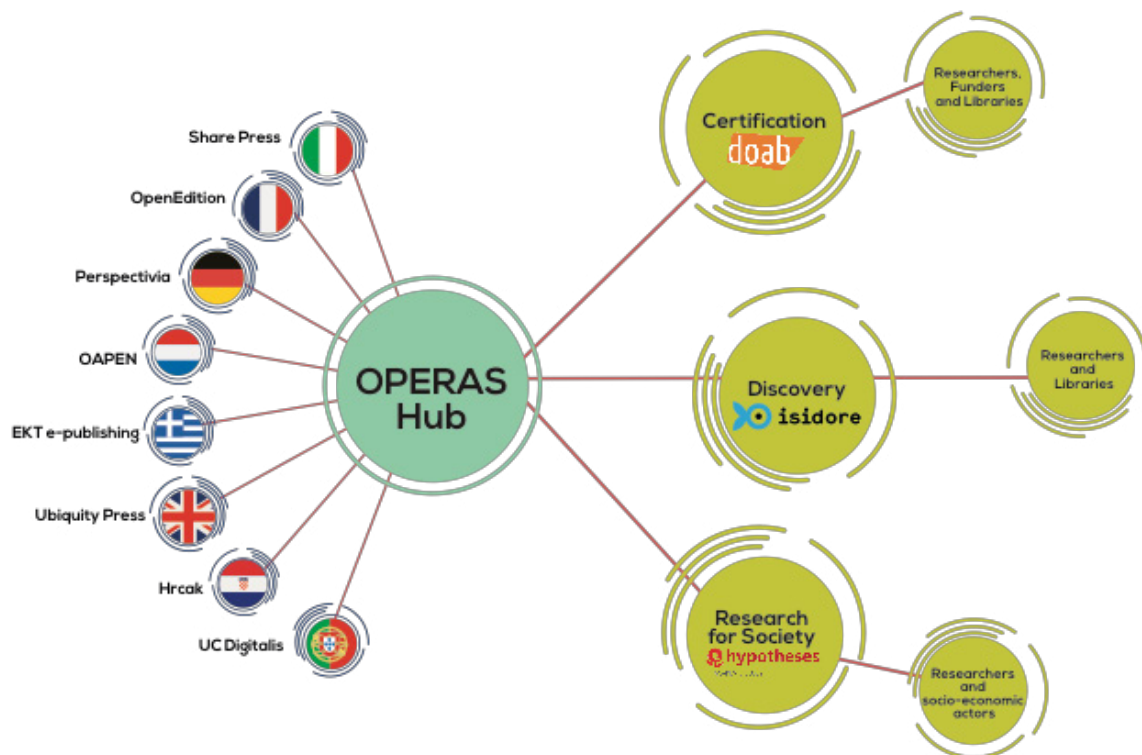 Share Press
OpenEdition
Perspectivia
OAPEN
EKT e-publishing
Ubiquity Press
Hrcak
UC Digitalis
OPERAS
Hub
Certification
doab
Researchers,
Funders
and Libraries
Discovery
isidore
Researchers
and
Libraries
Research
for Society
hypotheses
Researchers
and
socio-economic
actors